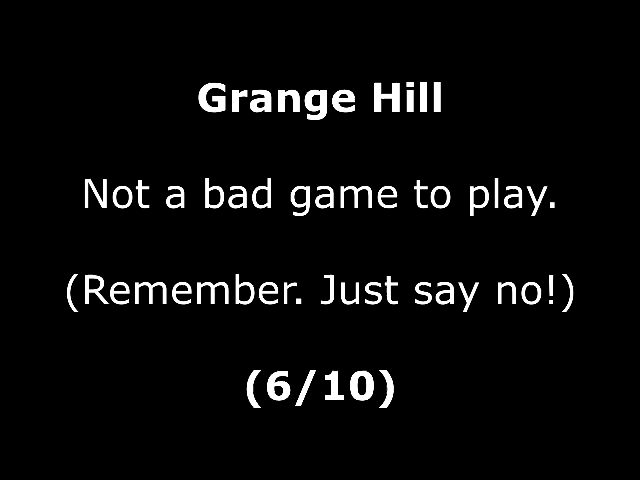 Grange Hill
Not a bad game to play.
(Remember. Just say no!)
(6/10)